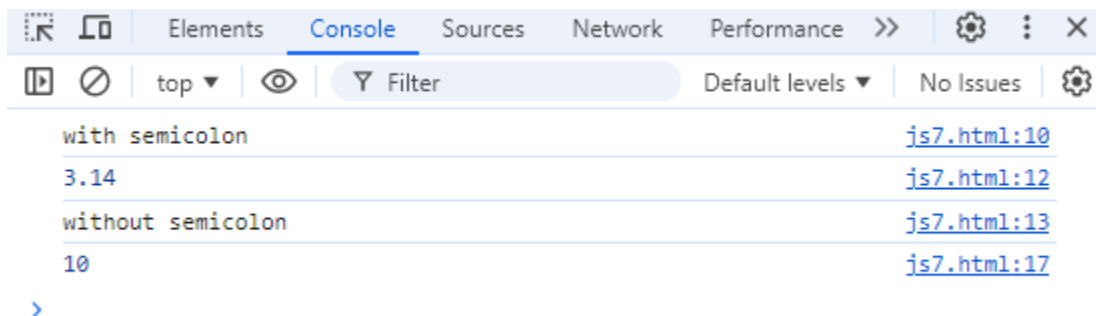 Elements Console Sources Network Performance
top Filter Default levels No Issues
with semicolon js7.html:10
3.14 js7.html:12
without semicolon js7.html:13
10 js7.html:17